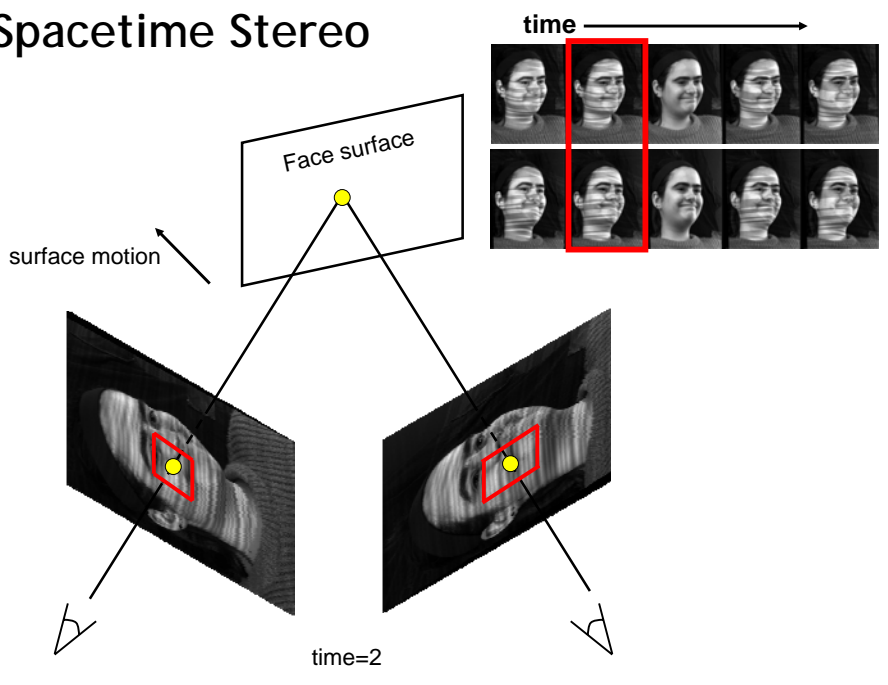 Spacetime Stereo
time
Face surface
surface motion
time=2